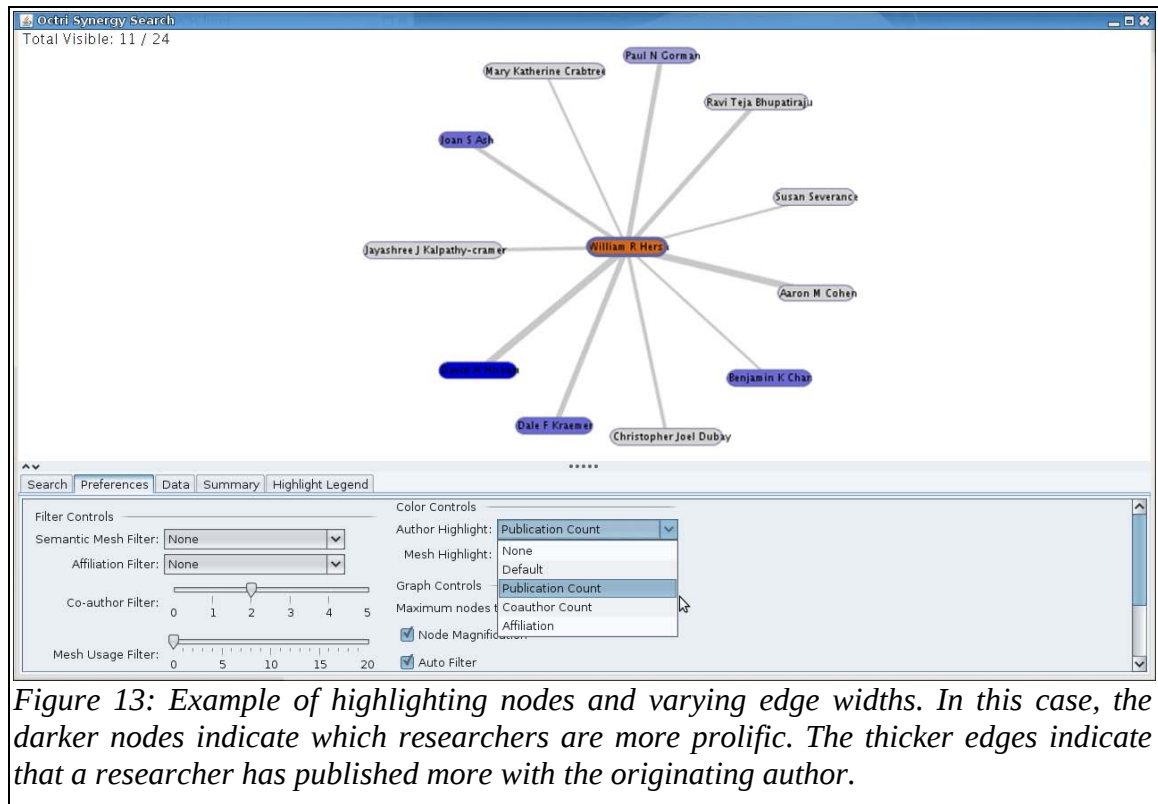 Octri Synergy Search
Total Visible: 11 / 24
Paul N Gorman
Mary Katherine Crabtree
Ravi Teja Bhupatiraju
Joan S Ash
Susan Severance
William R Hers
Jayashree J Kalpathy-cramer
Aaron M Cohen
Benjamin K Chan
Dale F Kraemer
Christopher Joel Dubay
Search Preferences Data Summary Highlight Legend
Filter Controls
Semantic Mesh Filter: None
Affiliation Filter: None
Co-author Filter:
0 1 2 3 4 5
Mesh Usage Filter:
0 5 10 15 20
Color Controls
Author Highlight: Publication Count
Mesh Highlight:
None
Default
Publication Count
Coauthor Count
Affiliation
Graph Controls
Maximum nodes t
Node Magnification
Auto Filter
Figure 13: Example of highlighting nodes and varying edge widths. In this case, the
darker nodes indicate which researchers are more prolific. The thicker edges indicate
that a researcher has published more with the originating author.